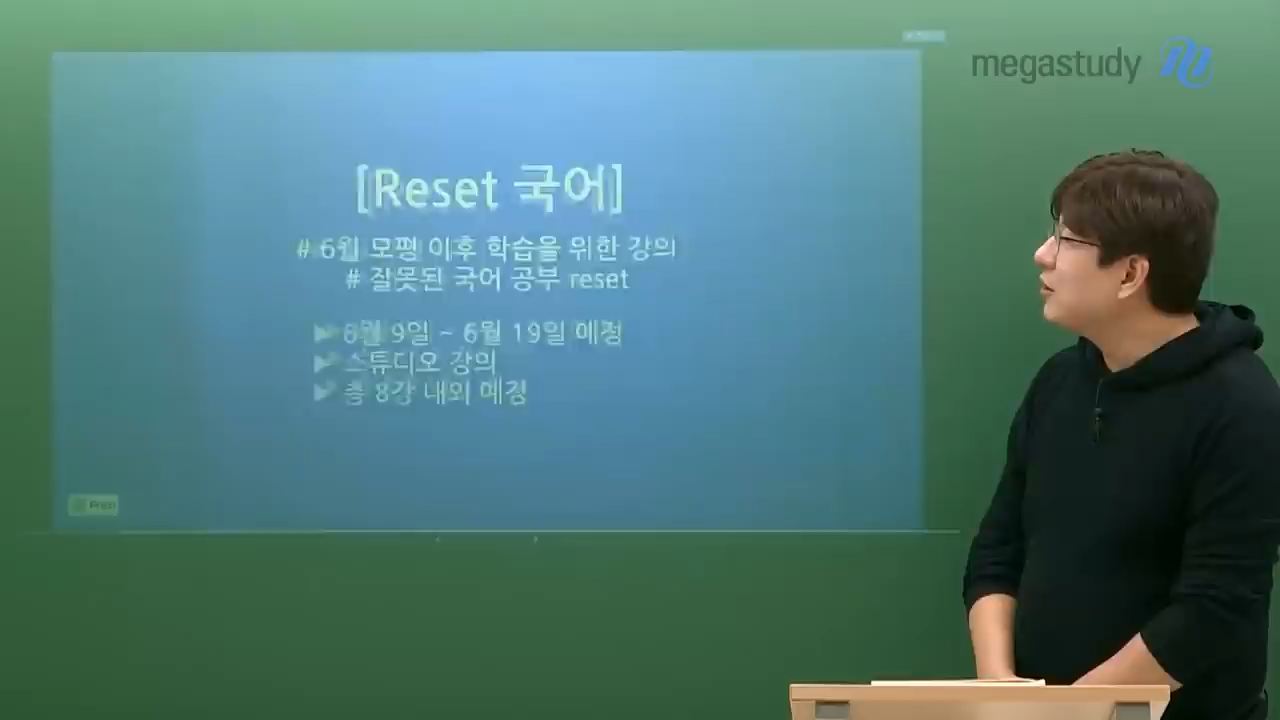 megastudy
[Reset 국어]
# 6월 모평 이후 학습을 위한 강의
# 잘못된 국어 공부 reset
9일 ~ 6월 19일 예정
스튜디오 강의
총 8강 내외 예정
Prezi